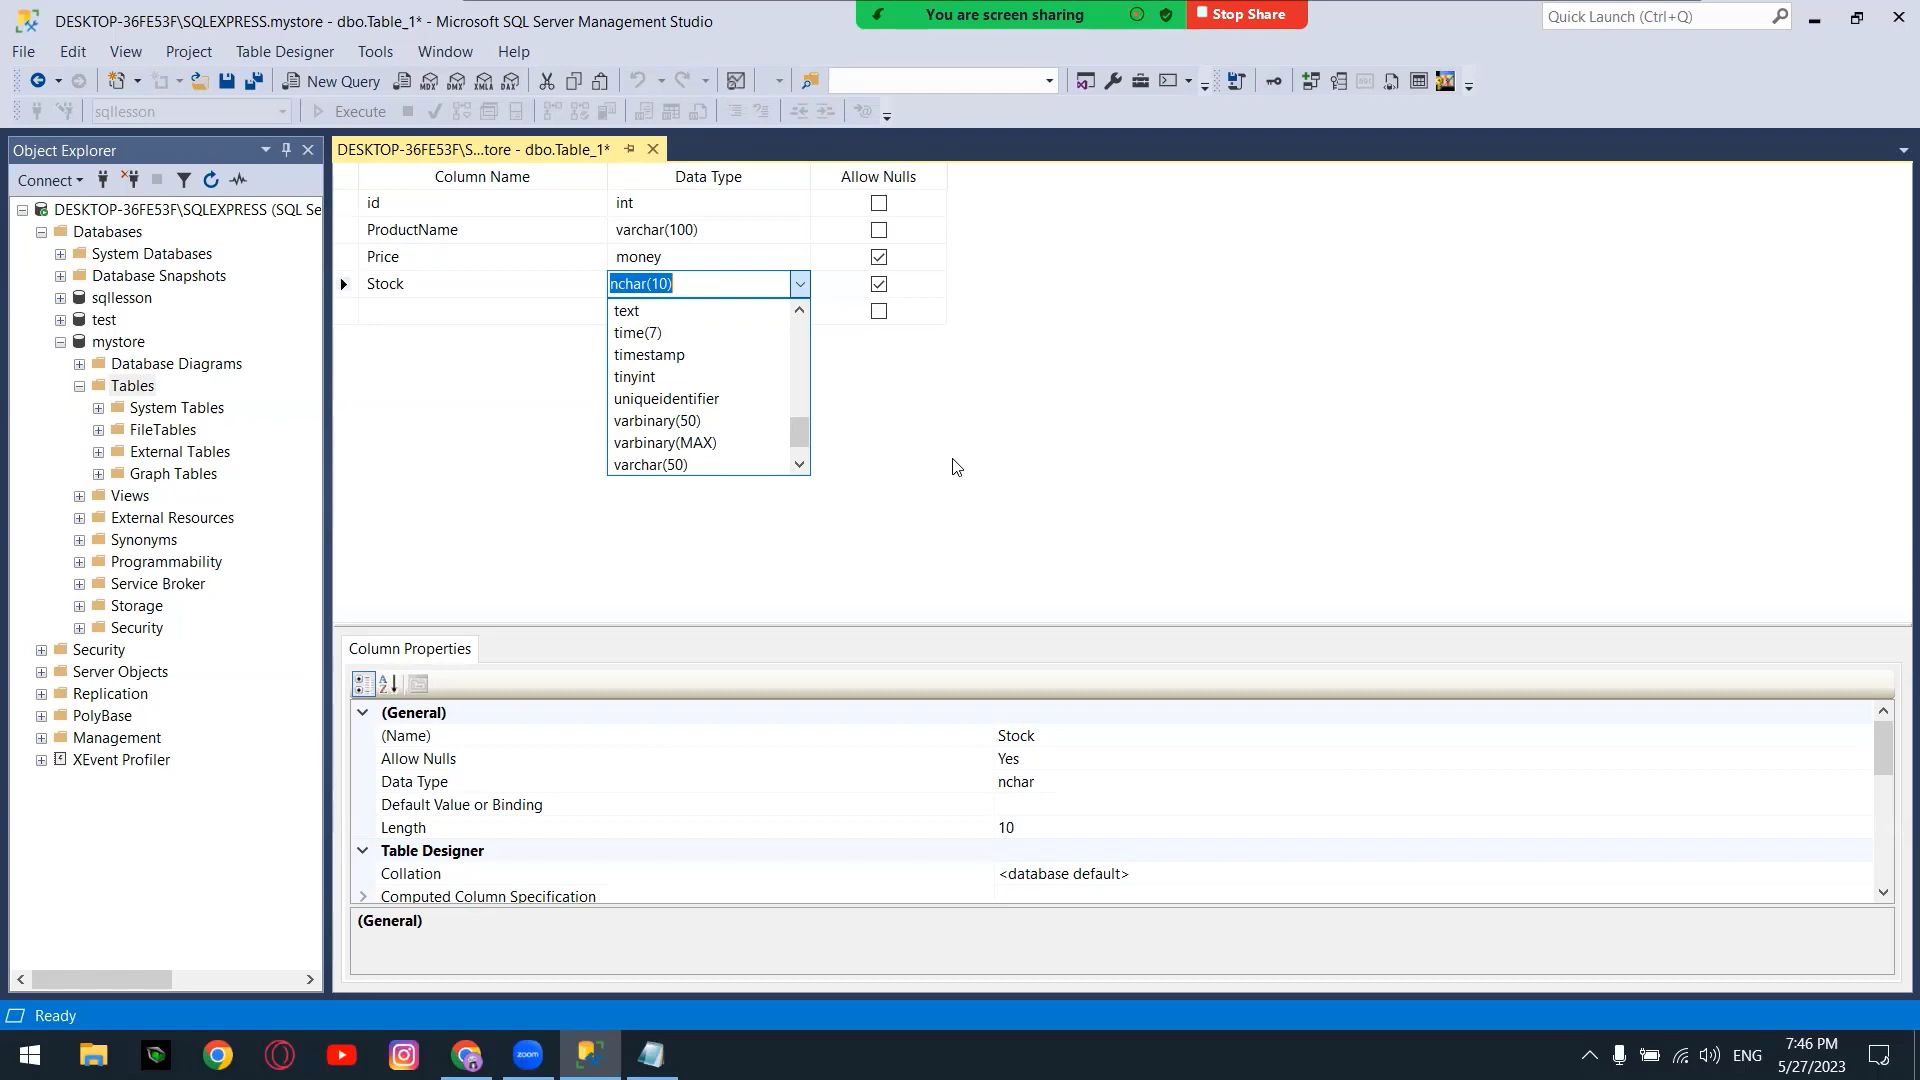 DESKTOP-36FE53F\SQLEXPRESS.mystore - dbo.Table_1* - Microsoft SQL Server Management Studio
You are screen sharing
Stop Share
Quick Launch (Ctrl+Q)
File Edit View Project Table Designer Tools Window Help
New Query
MDX DMX XMLA DAX
sqllesson
Execute
Object Explorer
DESKTOP-36FE53F\S...tore - dbo.Table_1*
Connect
Column Name Data Type Allow Nulls
id int
ProductName varchar(100)
Price money
Stock nchar(10)
text
time(7)
timestamp
tinyint
uniqueidentifier
varbinary(50)
varbinary(MAX)
varchar(50)
DESKTOP-36FE53F\SQLEXPRESS (SQL Se
Databases
System Databases
Database Snapshots
sqllesson
test
mystore
Database Diagrams
Tables
System Tables
FileTables
External Tables
Graph Tables
Views
External Resources
Synonyms
Programmability
Service Broker
Storage
Security
Security
Server Objects
Replication
PolyBase
Management
XEvent Profiler
Column Properties
(General)
(Name) Stock
Allow Nulls Yes
Data Type nchar
Default Value or Binding
Length 10
Table Designer
Collation <database default>
Computed Column Specification
(General)
Ready
zoom
ENG
7:46 PM
5/27/2023